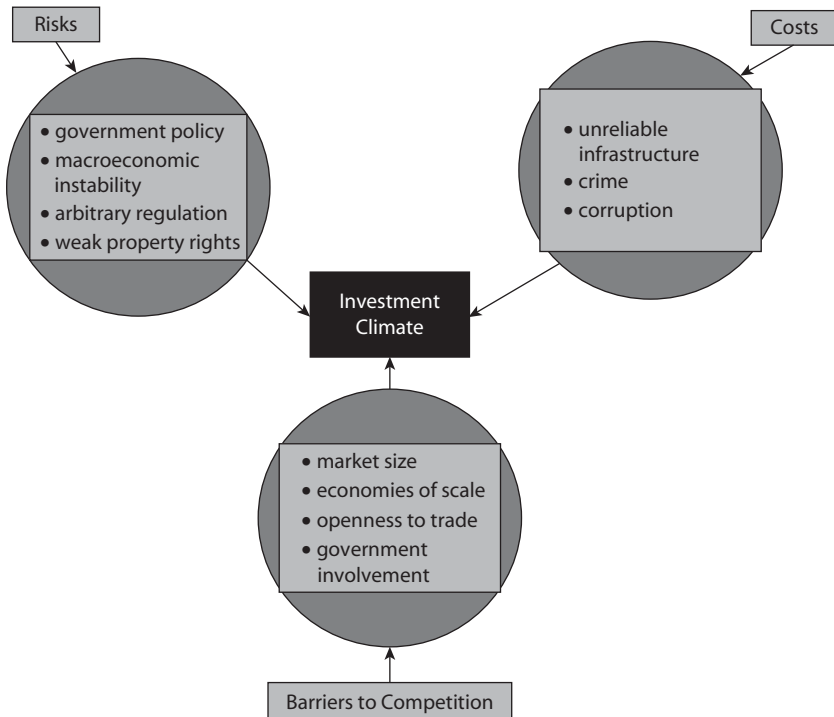 Risks
• government policy
• macroeconomic
instability
• arbitrary regulation
• weak property rights
Costs
• unreliable
infrastructure
• crime
• corruption
Investment
Climate
• market size
• economies of scale
• openness to trade
• government
involvement
Barriers to Competition